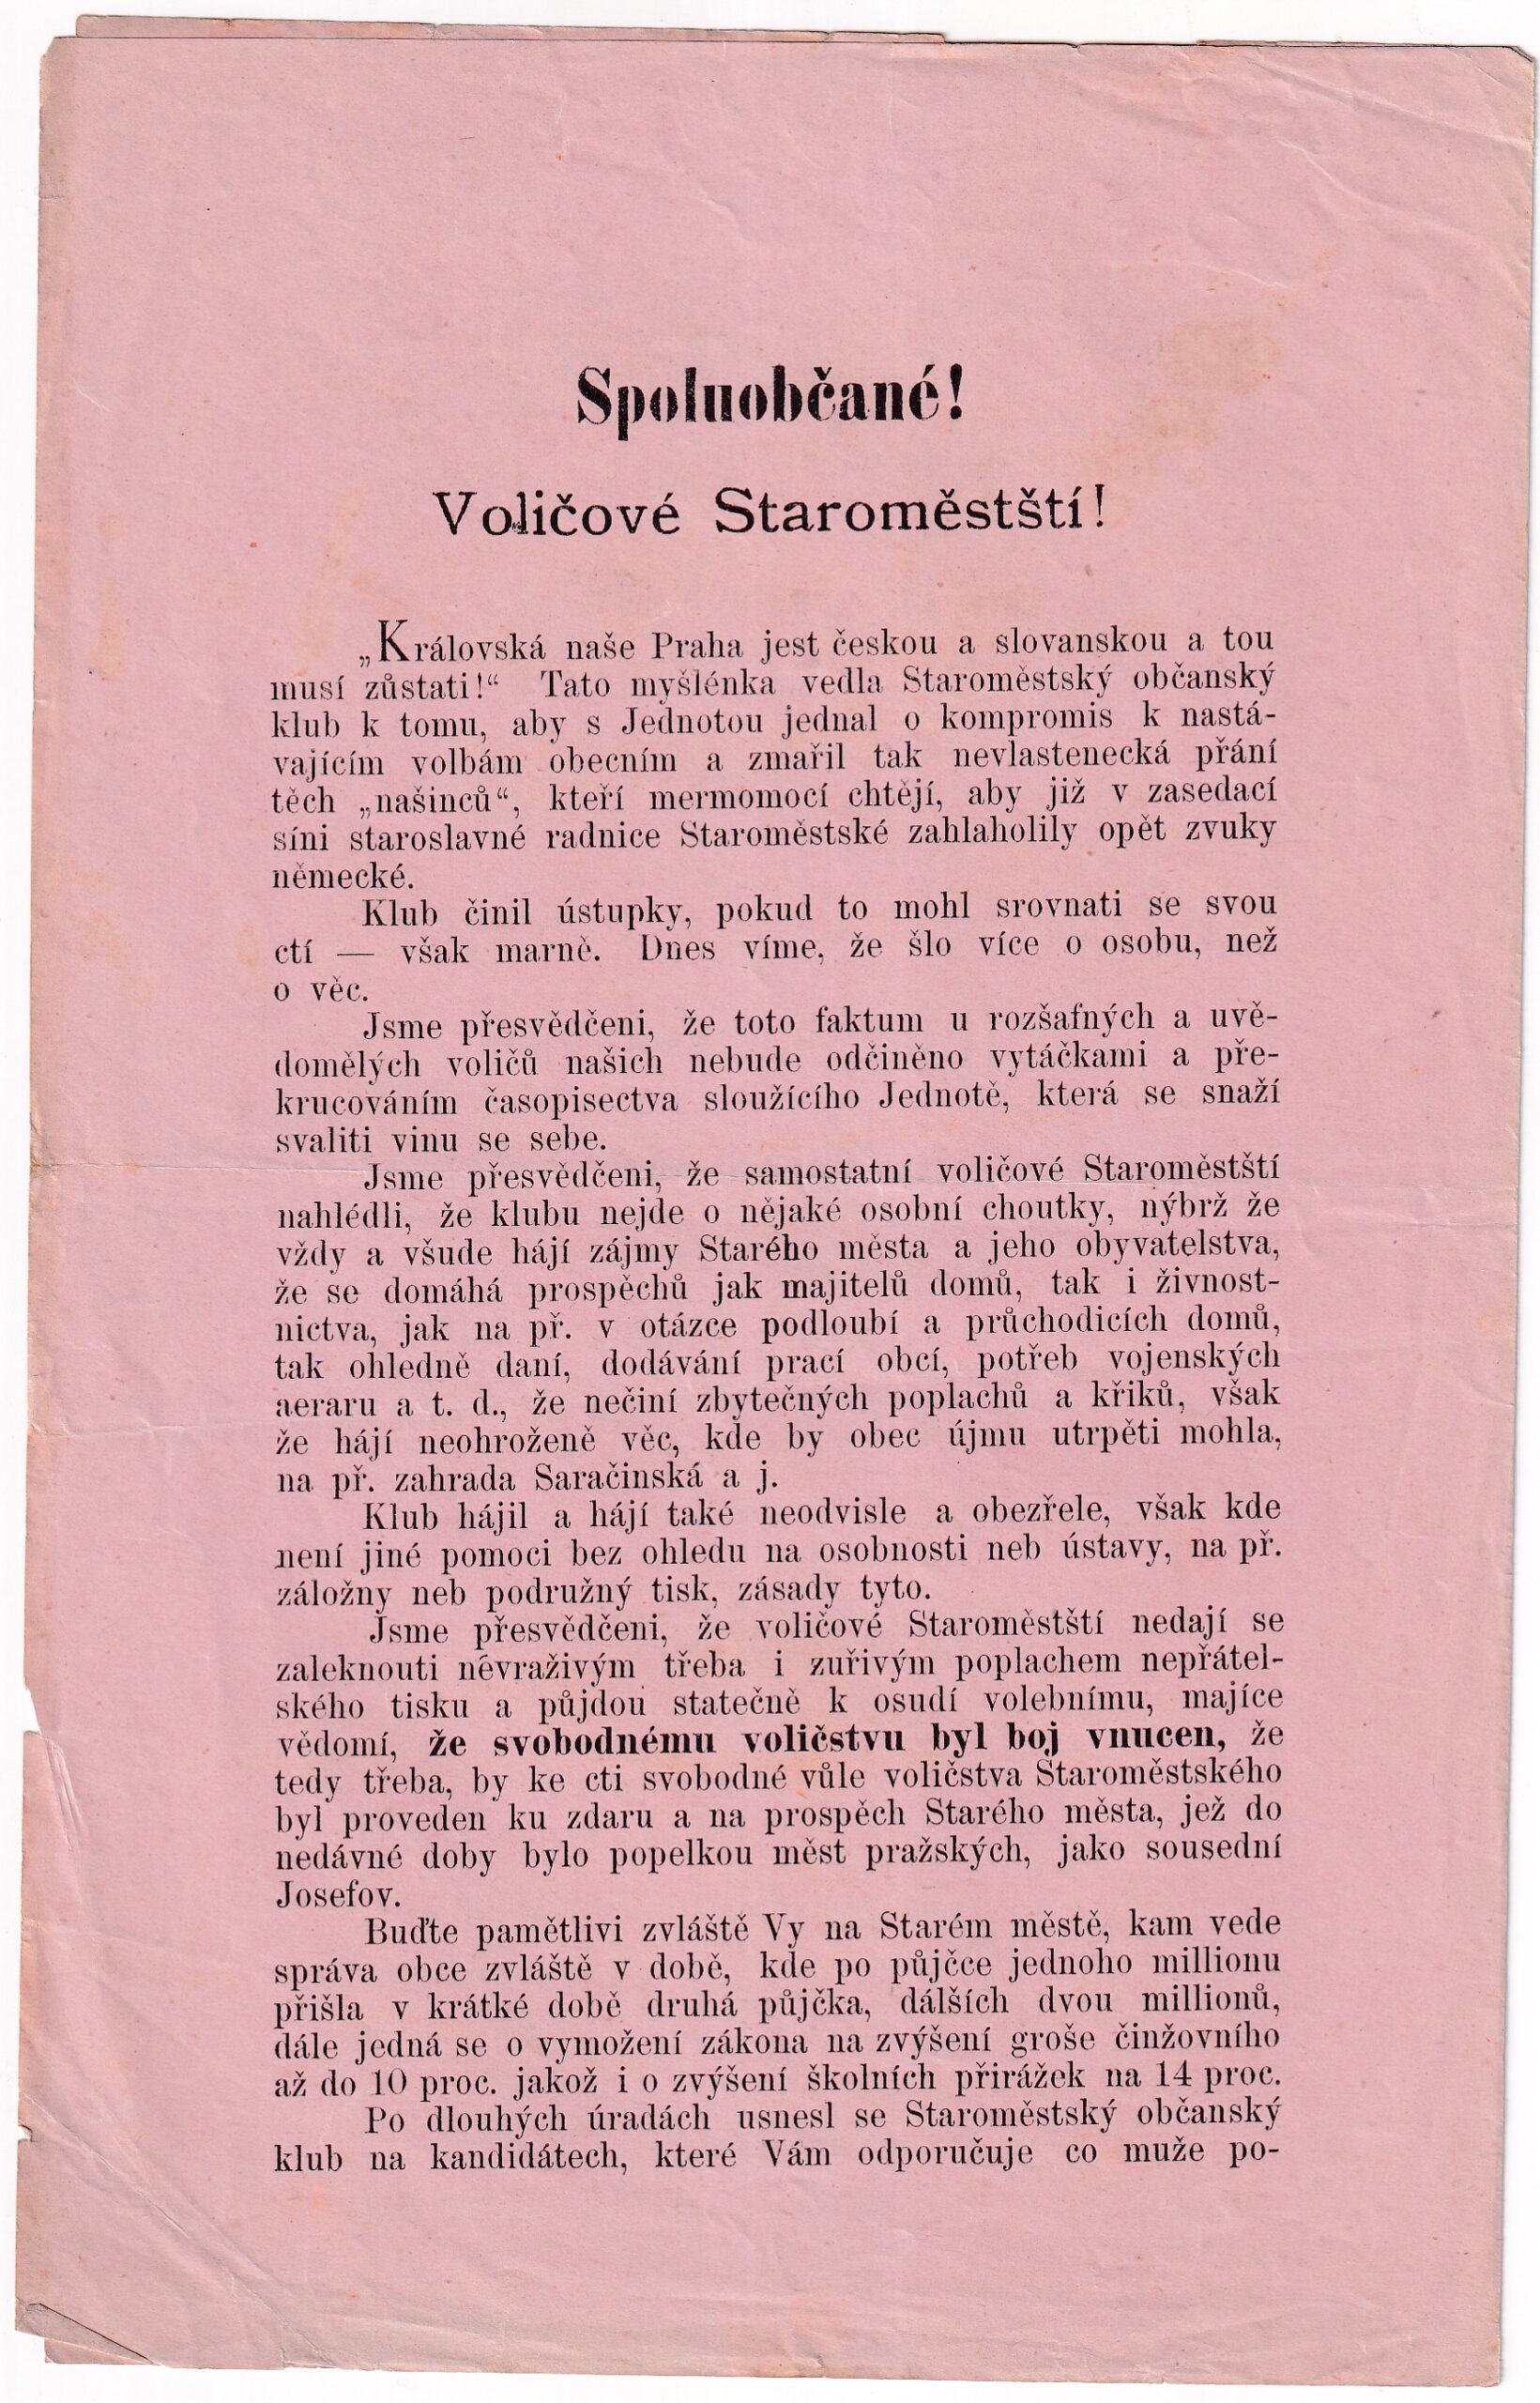 Spoluobčané!
Voličové Staroměstští!
„Královská naše Praha jest českou a slovanskou a tou
musí zůstati!“ Tato myšlénka vedla Staroměstský občanský
klub k tomu, aby s Jednotou jednal o kompromis k nastá-
vajícím volbám obecním a zmařil tak nevlastenecká přání
těch „našinců“, kteří mermomocí chtějí, aby již v zasedací
síni staroslavné radnice Staroměstské zahlaholily opět zvuky
německé.
Klub činil ústupky, pokud to mohl srovnati se svou
ctí — však marně. Dnes víme, že šlo více o osobu, než
o věc.
Jsme přesvědčeni, že toto faktum u rozšafných a uvě-
domělých voličů našich nebude odčiněno vytáčkami a pře-
krucováním časopisectva sloužícího Jednotě, která se snaží
svaliti vinu se sebe.
Jsme přesvědčeni, že samostatní voličové Staroměstští
nahlédli, že klubu nejde o nějaké osobní choutky, nýbrž že
vždy a všude hájí zájmy Starého města a jeho obyvatelstva,
že se domáhá prospěchů jak majitelů domů, tak i živnost-
nictva, jak na př. v otázce podloubí a průchodicích domů,
tak ohledně daní, dodávání prací obcí, potřeb vojenských
aeraru a t. d., že nečiní zbytečných poplachů a křiků, však
že hájí neohroženě věc, kde by obec újmu utrpěti mohla,
na př. zahrada Saračinská a j.
Klub hájil a hájí také neodvisle a obezřele, však kde
není jiné pomoci bez ohledu na osobnosti neb ústavy, na př.
záložny neb podružný tisk, zásady tyto.
Jsme přesvědčeni, že voličové Staroměstští nedají se
zaleknouti névraživým třeba i zuřivým poplachem nepřátel-
ského tisku a půjdou statečně k osudí volebnímu, majíce
vědomí, že svobodnému voličstvu byl boj vnucen, že
tedy třeba, by ke cti svobodné vůle voličstva Staroměstského
byl proveden ku zdaru a na prospěch Starého města, jež do
nedávné doby bylo popelkou měst pražských, jako sousední
Josefov.
Buďte pamětlivi zvláště Vy na Starém městě, kam vede
správa obce zvláště v době, kde po půjčce jednoho millionu
přišla v krátké době druhá půjčka, dálších dvou millionů,
dále jedná se o vymožení zákona na zvýšení groše činžovního
až do 10 proc. jakož i o zvýšení školních přirážek na 14 proc.
Po dlouhých úradách usnesl se Staroměstský občanský
klub na kandidátech, které Vám odporučuje co muže po-